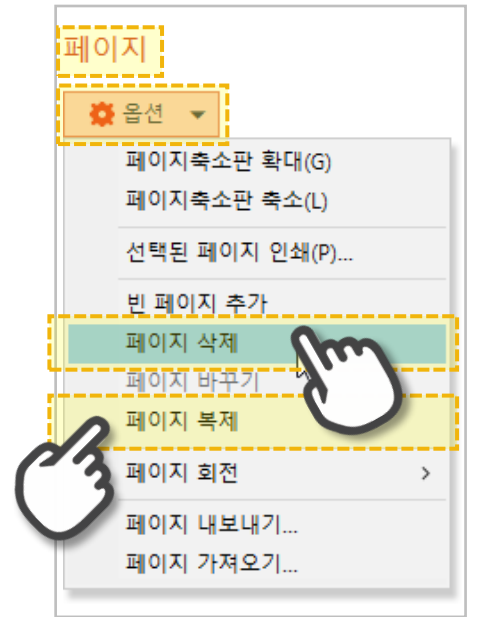 페이지
옵션
페이지축소판 확대(G)
페이지축소판 축소(L)
선택된 페이지 인쇄(P)...
빈 페이지 추가
페이지 삭제
페이지 바꾸기
페이지 복제
페이지 회전
페이지 내보내기...
페이지 가져오기...